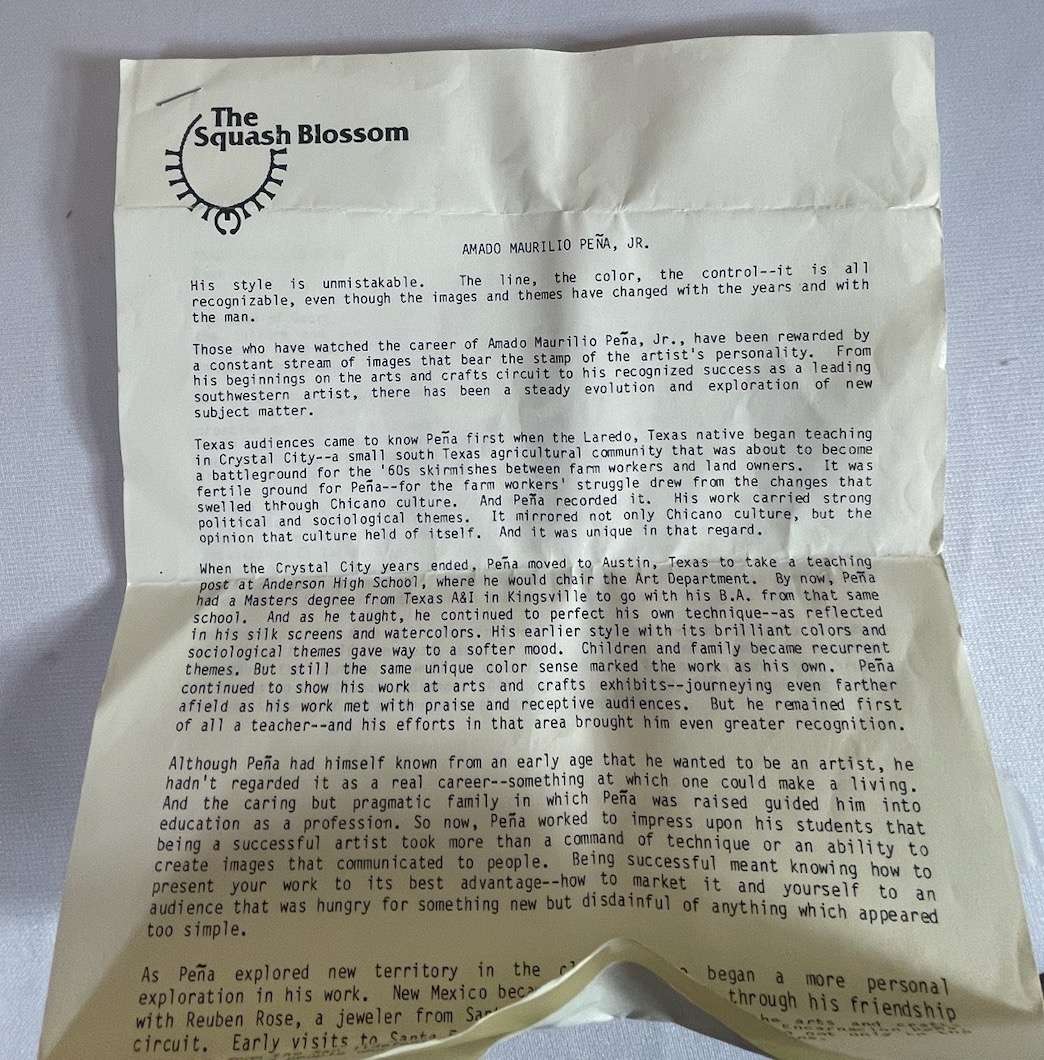 The
Squash Blossom
AMADO MAURILIO PEÑA, JR.
His style is unmistakable. The line, the color, the control--it is all
recognizable, even though the images and themes have changed with the years and with
the man.
Those who have watched the career of Amado Maurilio Peña, Jr., have been rewarded by
a constant stream of images that bear the stamp of the artist's personality. From
his beginnings on the arts and crafts circuit to his recognized success as a leading
southwestern artist, there has been a steady evolution and exploration of new
subject matter.
Texas audiences came to know Peña first when the Laredo, Texas native began teaching
in Crystal City--a small south Texas agricultural community that was about to become
a battleground for the '60s skirmishes between farm workers and land owners. It was
fertile ground for Peña--for the farm workers' struggle drew from the changes that
swelled through Chicano culture. And Peña recorded it. His work carried strong
political and sociological themes. It mirrored not only Chicano culture, but the
opinion that culture held of itself. And it was unique in that regard.
When the Crystal City years ended, Peña moved to Austin, Texas to take a teaching
post at Anderson High School, where he would chair the Art Department. By now, Peña
had a Masters degree from Texas A&I in Kingsville to go with his B.A. from that same
school. And as he taught, he continued to perfect his own technique--as reflected
in his silk screens and watercolors. His earlier style with its brilliant colors and
sociological themes gave way to a softer mood. Children and family became recurrent
themes. But still the same unique color sense marked the work as his own. Peña
continued to show his work at arts and crafts exhibits--journeying even farther
afield as his work met with praise and receptive audiences. But he remained first
of all a teacher--and his efforts in that area brought him even greater recognition.
Although Peña had himself known from an early age that he wanted to be an artist, he
hadn't regarded it as a real career--something at which one could make a living.
And the caring but pragmatic family in which Peña was raised guided him into
education as a profession. So now, Peña worked to impress upon his students that
being a successful artist took more than a command of technique or an ability to
create images that communicated to people. Being successful meant knowing how to
present your work to its best advantage--how to market it and yourself to an
audience that was hungry for something new but disdainful of anything which appeared
too simple.
As Peña explored new territory in the began a more personal
exploration in his work. New Mexico through his friendship
with Reuben Rose, a jeweler from arts and
circuit. Early visits to Santa